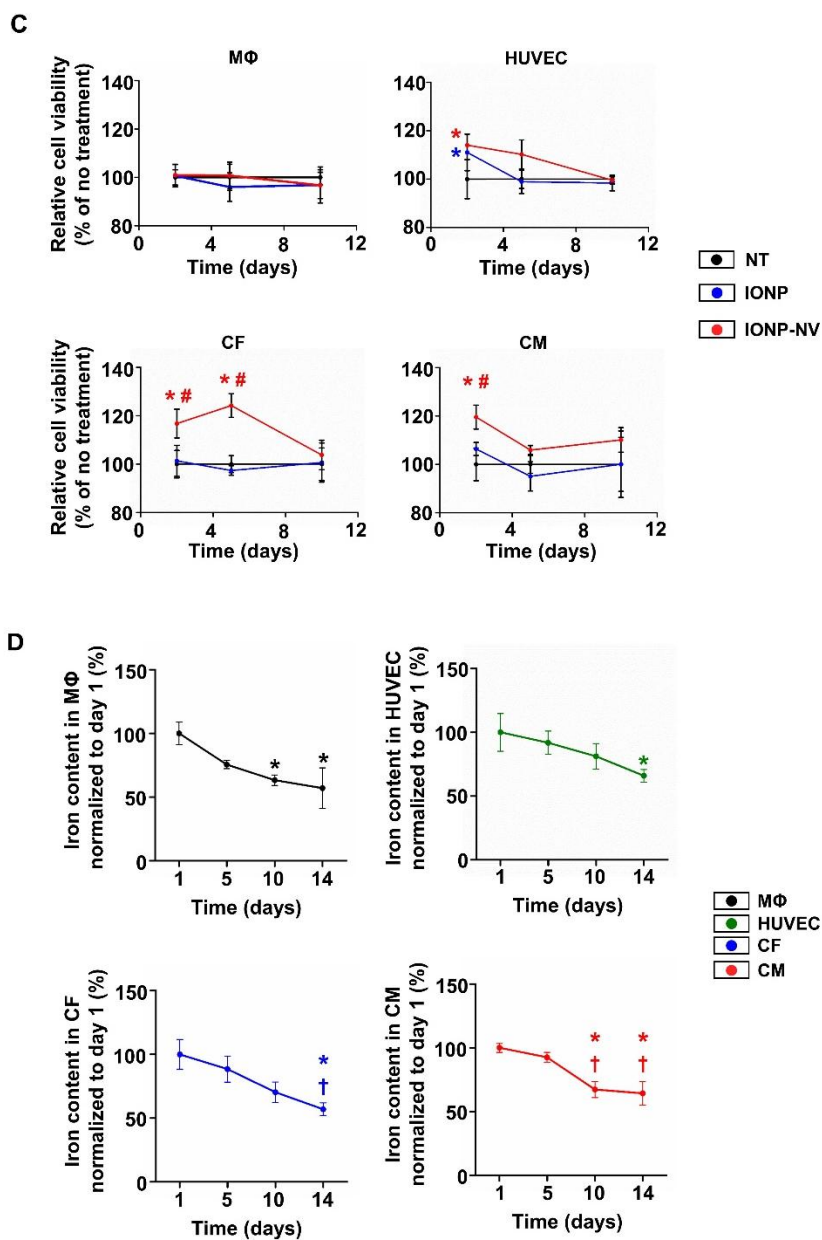 C
MΦ
Relative cell viability
(% of no treatment)
140
120
100
80
0
4
8
12
Time (days)
HUVEC
140
120
100
80
0
4
8
12
Time (days)
*
*
NT
IONP
IONP-NV
CF
Relative cell viability
(% of no treatment)
140
120
100
80
0
4
8
12
Time (days)
* #
* #
CM
140
120
100
80
0
4
8
12
Time (days)
* #
D
Iron content in MΦ
normalized to day 1 (%)
150
100
50
0
1
5
10
14
Time (days)
*
*
Iron content in HUVEC
normalized to day 1 (%)
150
100
50
0
1
5
10
14
Time (days)
*
MΦ
HUVEC
CF
CM
Iron content in CF
normalized to day 1 (%)
150
100
50
0
1
5
10
14
Time (days)
*
†
Iron content in CM
normalized to day 1 (%)
150
100
50
0
1
5
10
14
Time (days)
*
†
*
†